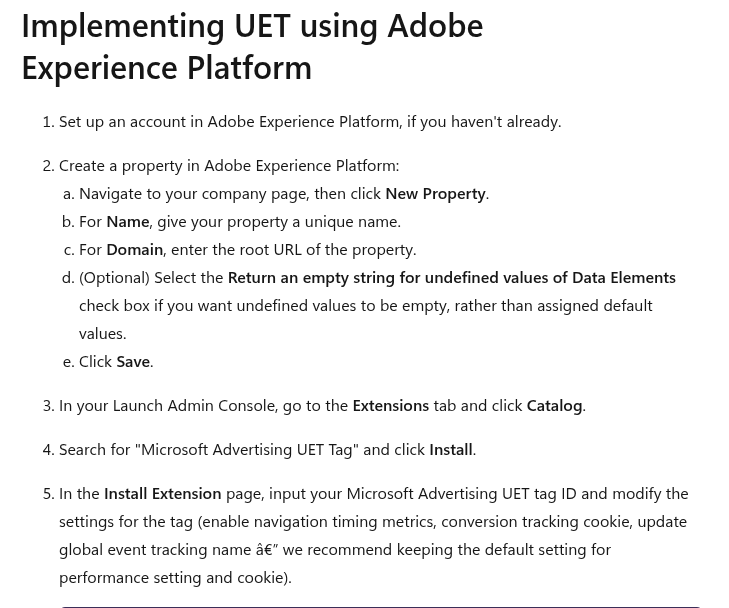 Implementing UET using Adobe
Experience Platform
1. Set up an account in Adobe Experience Platform, if you haven't already.
2. Create a property in Adobe Experience Platform:
a. Navigate to your company page, then click New Property.
b. For Name, give your property a unique name.
c. For Domain, enter the root URL of the property.
d. (Optional) Select the Return an empty string for undefined values of Data Elements
check box if you want undefined values to be empty, rather than assigned default
values.
e. Click Save.
3. In your Launch Admin Console, go to the Extensions tab and click Catalog.
4. Search for "Microsoft Advertising UET Tag" and click Install.
5. In the Install Extension page, input your Microsoft Advertising UET tag ID and modify the
settings for the tag (enable navigation timing metrics, conversion tracking cookie, update
global event tracking name â€” we recommend keeping the default setting for
performance setting and cookie).